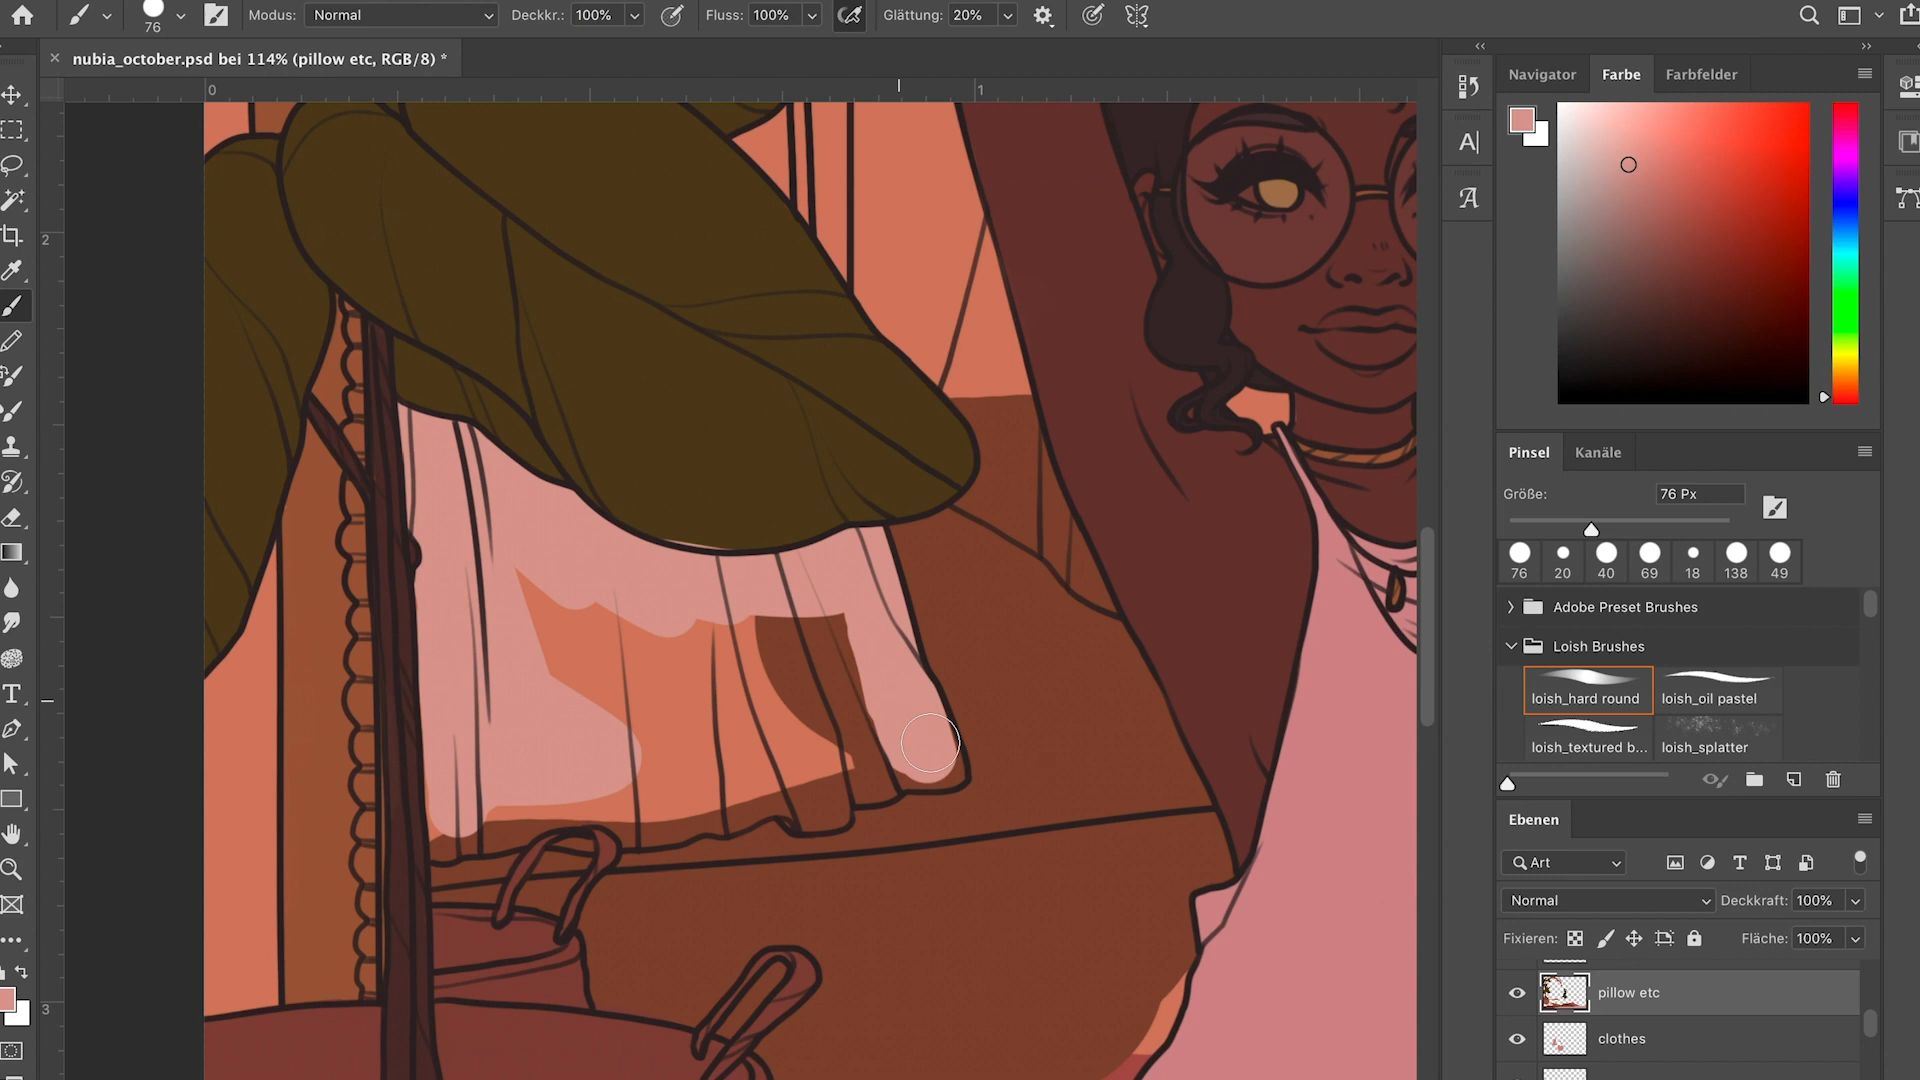 76
Modus:
Normal
Deckkr.:
100%
Fluss:
100%
Glättung:
20%
nubia_october.psd bei 114% (pillow etc, RGB/8) *
0
1
2
3
Navigator
Farbe
Farbfelder
Pinsel
Kanäle
Größe:
76 Px
76
20
40
69
18
138
49
Adobe Preset Brushes
Loish Brushes
loish_hard round
loish_oil pastel
loish_textured b...
loish_splatter
Ebenen
Art
Normal
Deckkraft:
100%
Fixieren:
Fläche:
100%
pillow etc
clothes